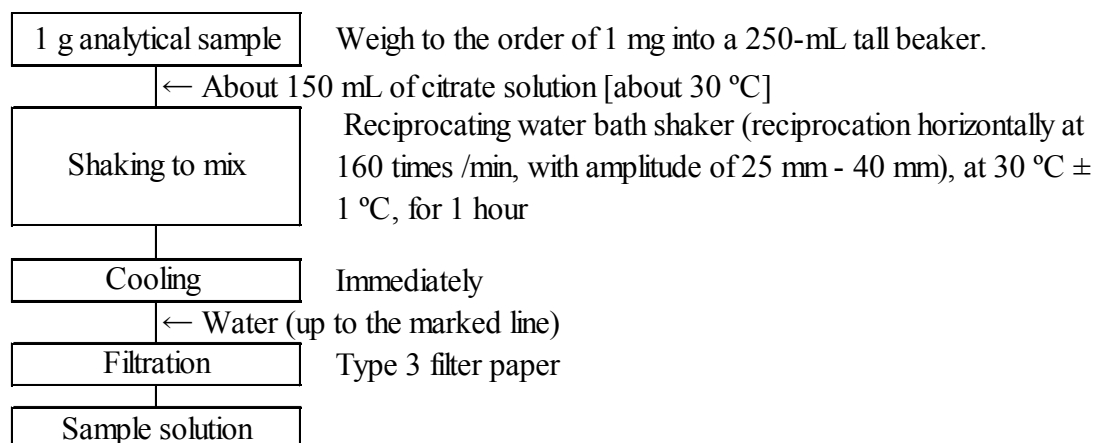 1 g analytical sample Weigh to the order of 1 mg into a 250-mL tall beaker.
← About 150 mL of citrate solution [about 30 ºC]
Reciprocating water bath shaker (reciprocation horizontally at
Shaking to mix 160 times /min, with amplitude of 25 mm - 40 mm), at 30 ºC ±
1 ºC, for 1 hour
Cooling Immediately
← Water (up to the marked line)
Filtration Type 3 filter paper
Sample solution